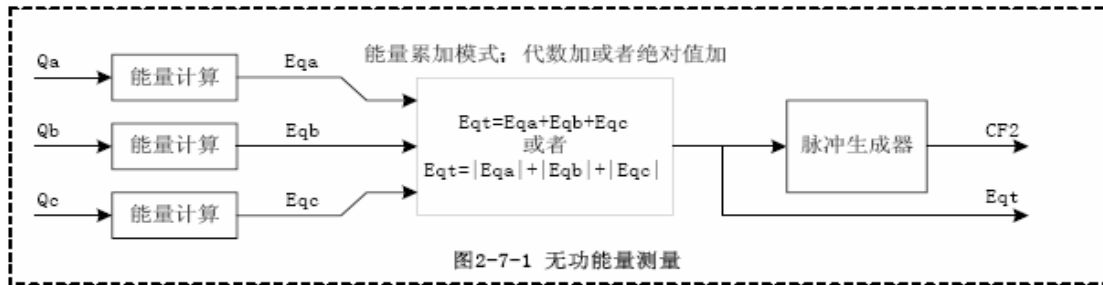 能量累加模式：代数加或者绝对值加
Qa
能量计算
Eqa
Qb
能量计算
Eqb
Qc
能量计算
Eqc
Eqt=Eqa+Eqb+Eqc
或者
Eqt=|Eqa|+|Eqb|+|Eqc|
脉冲生成器
CF2
Eqt
图2-7-1 无功能量测量